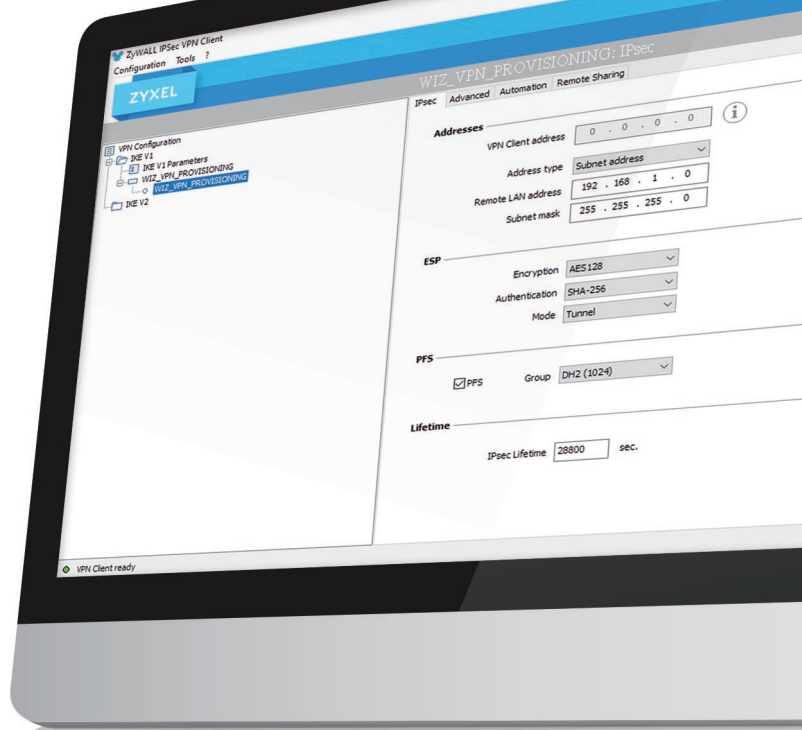 ZyWALL IPSec VPN Client
Configuration Tools ?
ZYXEL
VPN Configuration
IKE V1
IKE V1 Parameters
WIZ_VPN_PROVISIONING
WIZ_VPN_PROVISIONING
IKE V2
WIZ_VPN_PROVISIONING: IPsec
IPsec Advanced Automation Remote Sharing
Addresses
VPN Client address 0 . 0 . 0 . 0
Address type Subnet address
Remote LAN address 192 . 168 . 1 . 0
Subnet mask 255 . 255 . 255 . 0
ESP
Encryption AES128
Authentication SHA-256
Mode Tunnel
PFS
PFS Group DH2 (1024)
Lifetime
IPsec Lifetime 28800 sec.
VPN Client ready